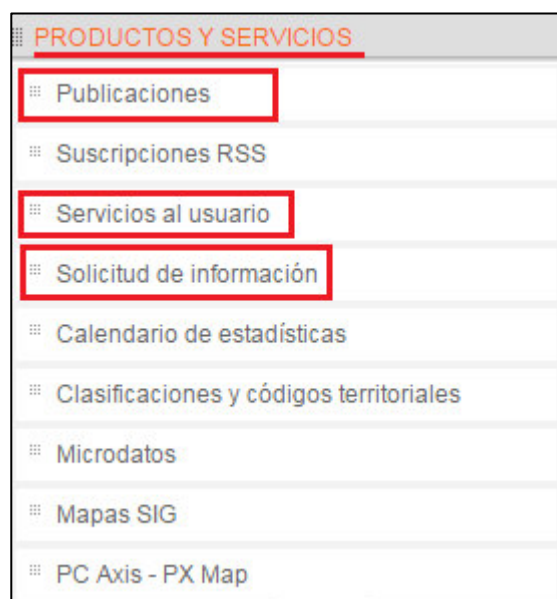 PRODUCTOS Y SERVICIOS
Publicaciones
Suscripciones RSS
Servicios al usuario
Solicitud de información
Calendario de estadísticas
Clasificaciones y códigos territoriales
Microdatos
Mapas SIG
PC Axis - PX Map